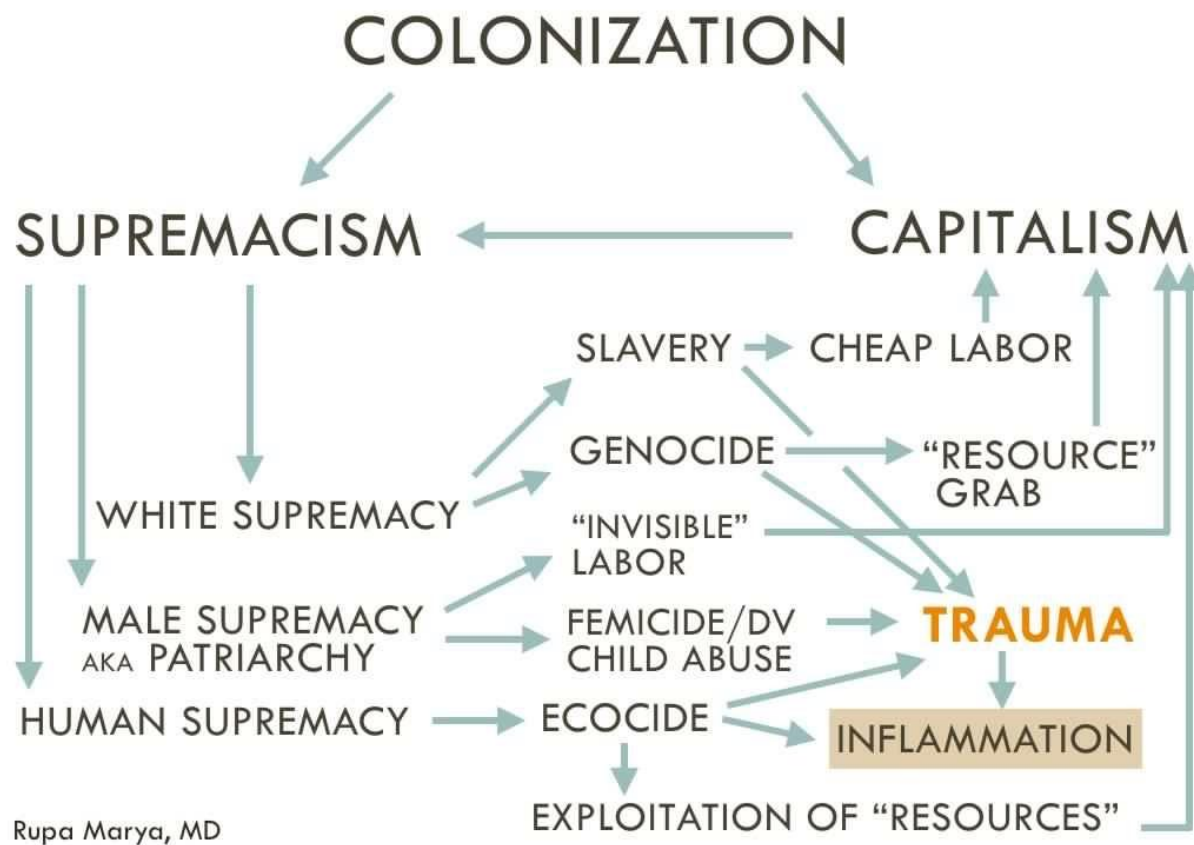 COLONIZATION
SUPREMACISM
CAPITALISM
SLAVERY
CHEAP LABOR
GENOCIDE
“RESOURCE”
GRAB
WHITE SUPREMACY
“INVISIBLE”
LABOR
MALE SUPREMACY
AKA PATRIARCHY
FEMICIDE/DV
CHILD ABUSE
TRAUMA
HUMAN SUPREMACY
ECOCIDE
INFLAMMATION
EXPLOITATION OF “RESOURCES”
Rupa Marya, MD